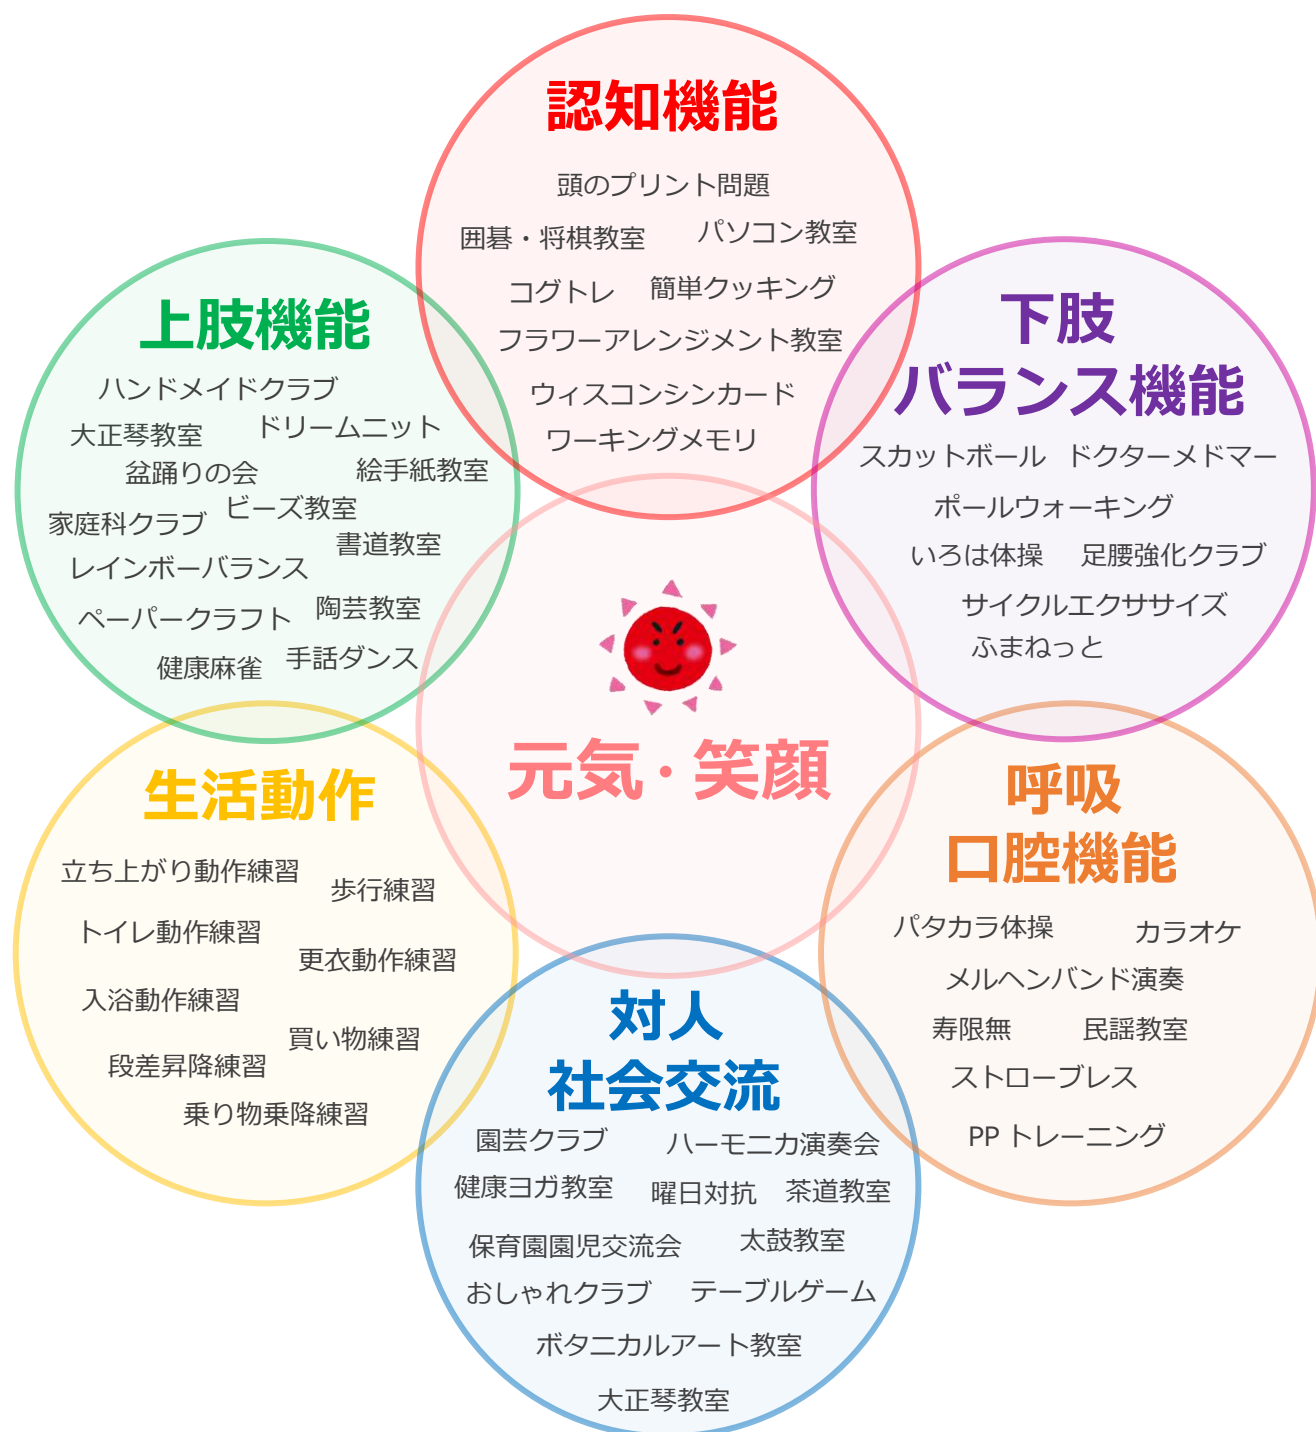 認知機能
頭のプリント問題
囲碁・将棋教室　パソコン教室
コグトレ　簡単クッキング
フラワーアレンジメント教室
ウィスコンシンカード
ワーキングメモリ
上肢機能
ハンドメイドクラブ
大正琴教室　ドリームニット
盆踊りの会　絵手紙教室
家庭科クラブ　ビーズ教室
書道教室
レインボーバランス
ペーパークラフト　陶芸教室
健康麻雀　手話ダンス
下肢
バランス機能
スカットボール　ドクターメドマー
ポールウォーキング
いろは体操　足腰強化クラブ
サイクルエクササイズ
ふまねっと
元気・笑顔
生活動作
立ち上がり動作練習
歩行練習
トイレ動作練習
更衣動作練習
入浴動作練習
買い物練習
段差昇降練習
乗り物乗降練習
呼吸
口腔機能
パタカラ体操　カラオケ
メルヘンバンド演奏
寿限無　民謡教室
ストローブレス
PPトレーニング
対人
社会交流
園芸クラブ　ハーモニカ演奏会
健康ヨガ教室　曜日対抗　茶道教室
保育園園児交流会　太鼓教室
おしゃれクラブ　テーブルゲーム
ボタニカルアート教室
大正琴教室